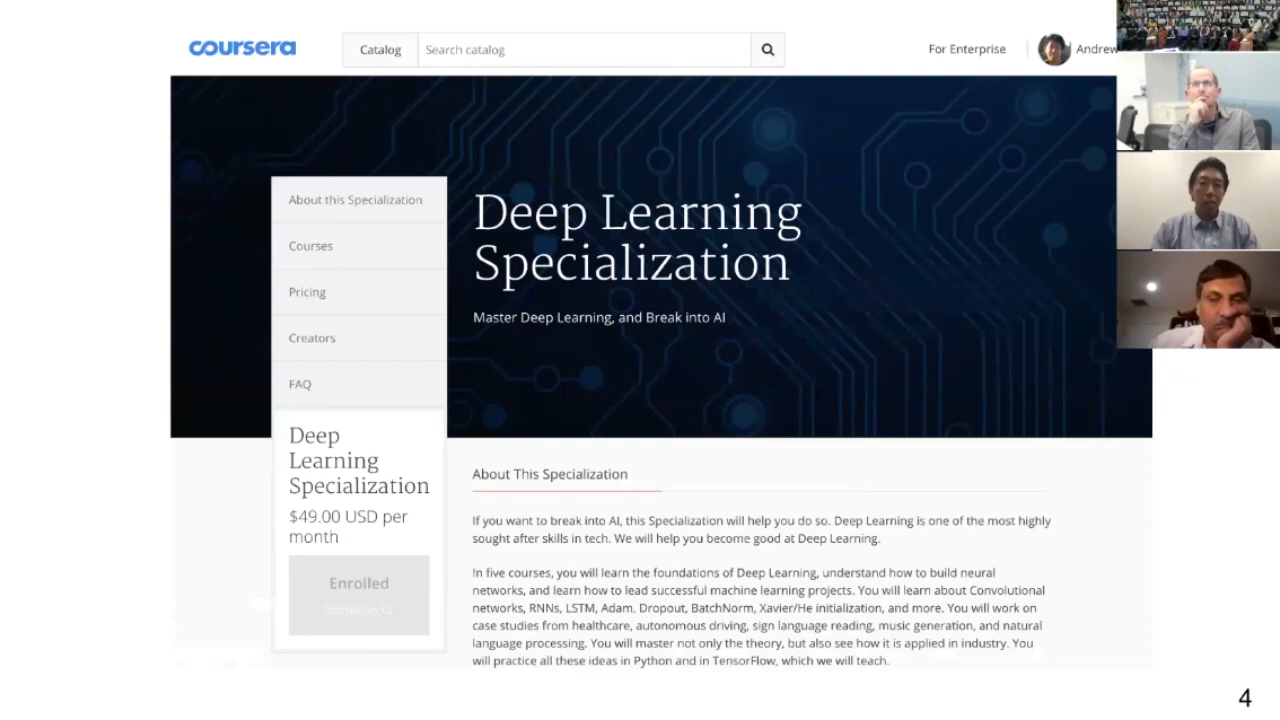 coursera
Catalog
Search catalog
For Enterprise
Andrew
About this Specialization
Courses
Pricing
Creators
FAQ
Deep Learning
Specialization
Master Deep Learning, and Break into AI
Deep
Learning
Specialization
$49.00 USD per
month
Enrolled
About This Specialization
If you want to break into AI, this Specialization will help you do so. Deep Learning is one of the most highly
sought after skills in tech. We will help you become good at Deep Learning.
In five courses, you will learn the foundations of Deep Learning, understand how to build neural
networks, and learn how to lead successful machine learning projects. You will learn about Convolutional
networks, RNNs, LSTM, Adam, Dropout, BatchNorm, Xavier/He initialization, and more. You will work on
case studies from healthcare, autonomous driving, sign language reading, music generation, and natural
language processing. You will master not only the theory, but also see how it is applied in industry. You
will practice all these ideas in Python and in TensorFlow, which we will teach.
4